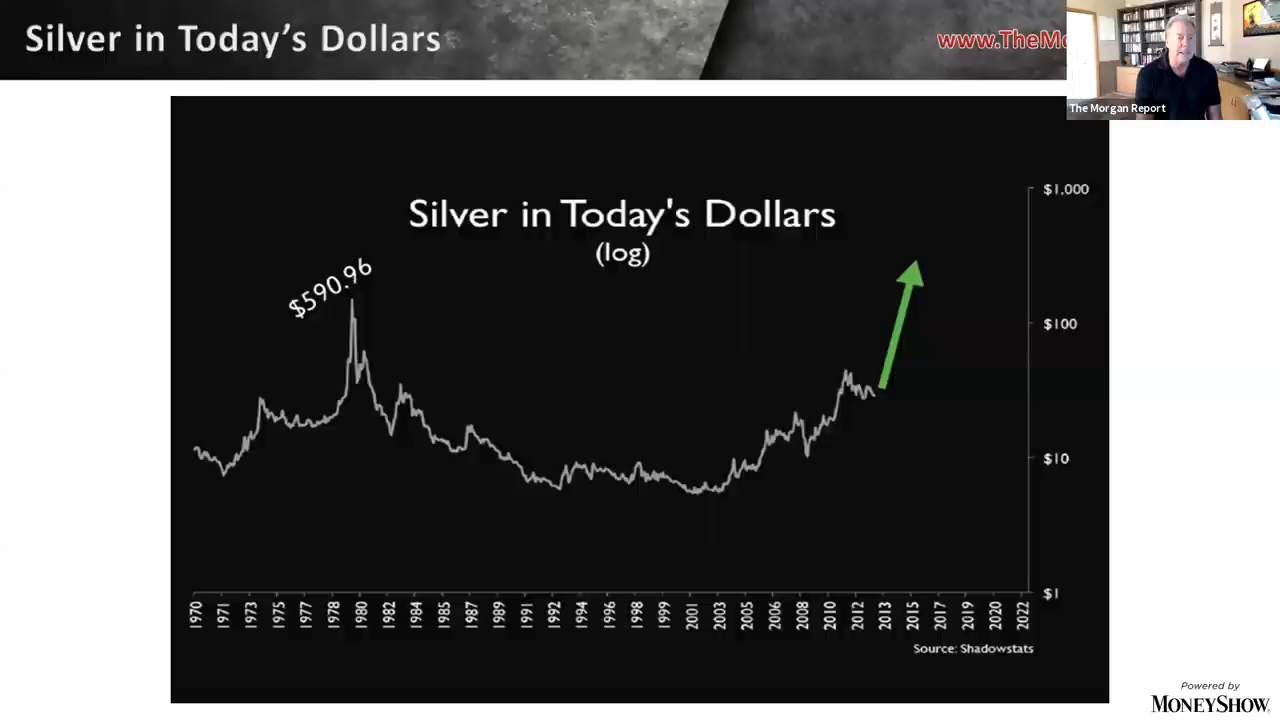 Silver in Today's Dollars
www.TheMo
The Morgan Report
Silver in Today's Dollars
(log)
$590.96
$1,000
$100
$10
$1
1970 1971 1973 1975 1977 1978 1980 1982 1984 1985 1987 1989 1991 1992 1994 1996 1998 1999 2001 2003 2005 2006 2008 2010 2012 2013 2015 2017 2019 2020 2022
Source: Shadowstats
Powered by
MONEYSHOW.